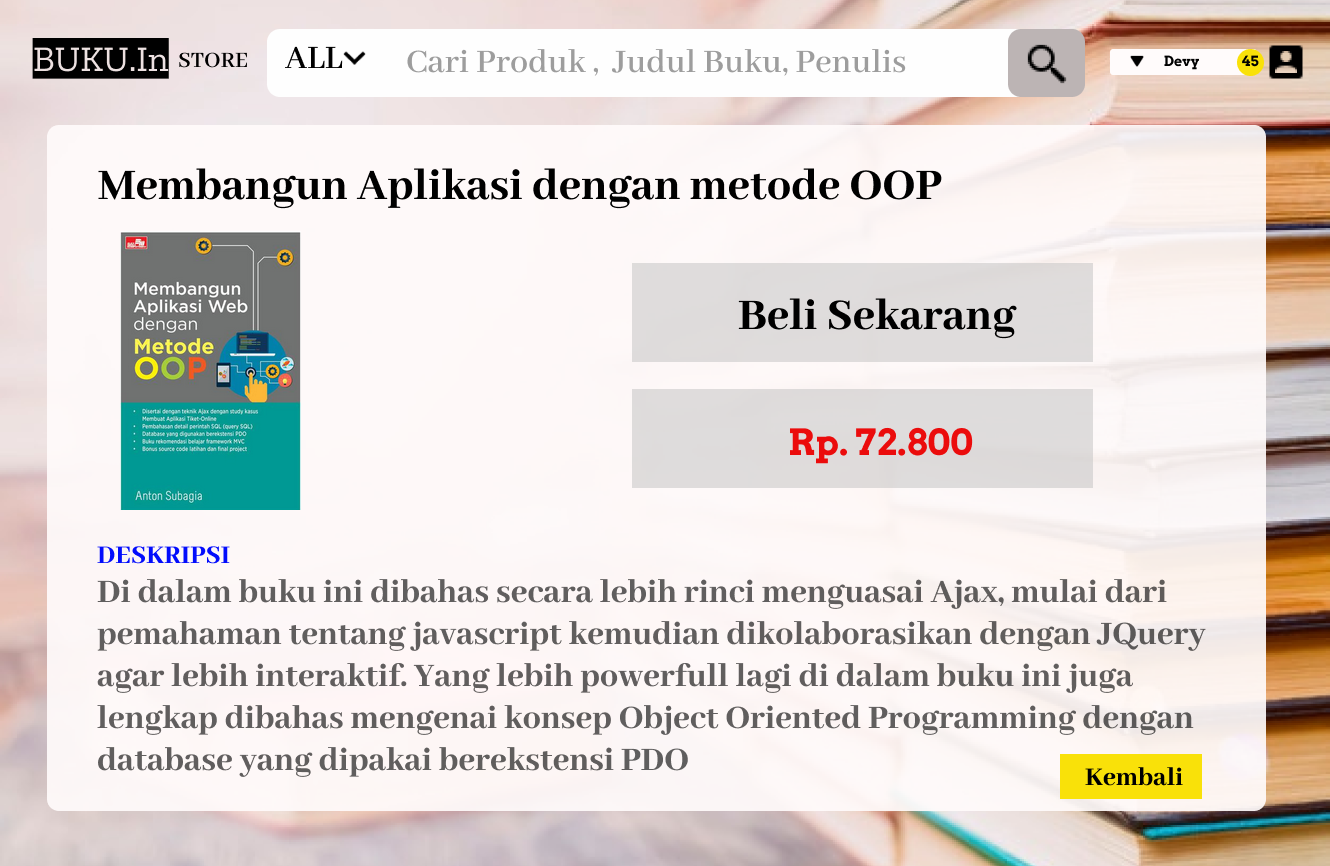 BUKU.In STORE ALL Cari Produk , Judul Buku, Penulis Devy 45
Membangun Aplikasi dengan metode OOP
Membangun
Aplikasi Web
dengan
Metode
OOP
• Disertai dengan teknik Ajax dengan study kasus
Membuat Aplikasi Tiket-Online
• Pembahasan detail perintah SQL (query SQL)
• Database yang digunakan berekstensi PDO
• Buku rekomendasi belajar framework MVC
• Bonus source code latihan dan final project
Anton Subagia
Beli Sekarang
Rp. 72.800
DESKRIPSI
Di dalam buku ini dibahas secara lebih rinci menguasai Ajax, mulai dari
pemahaman tentang javascript kemudian dikolaborasikan dengan JQuery
agar lebih interaktif. Yang lebih powerfull lagi di dalam buku ini juga
lengkap dibahas mengenai konsep Object Oriented Programming dengan
database yang dipakai berekstensi PDO
Kembali